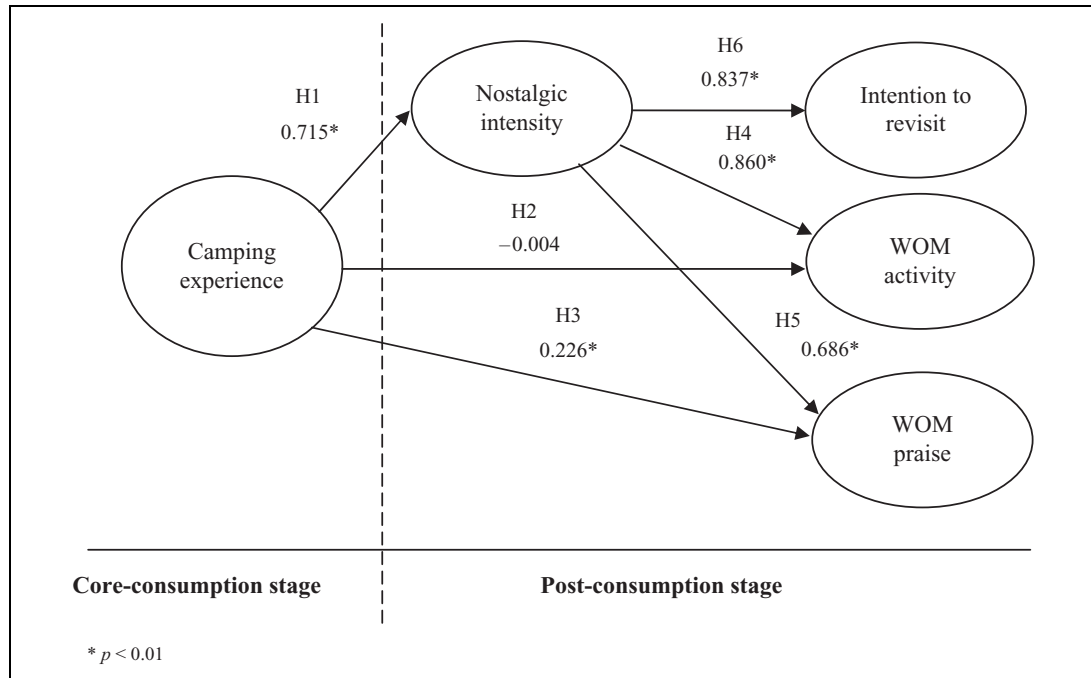 H6
0.837*
Nostalgic
intensity
Intention to
revisit
H1
0.715*
H4
0.860*
H2
−0.004
Camping
experience
WOM
activity
H3
0.226*
H5
0.686*
WOM
praise
Core-consumption stage
Post-consumption stage
* p < 0.01